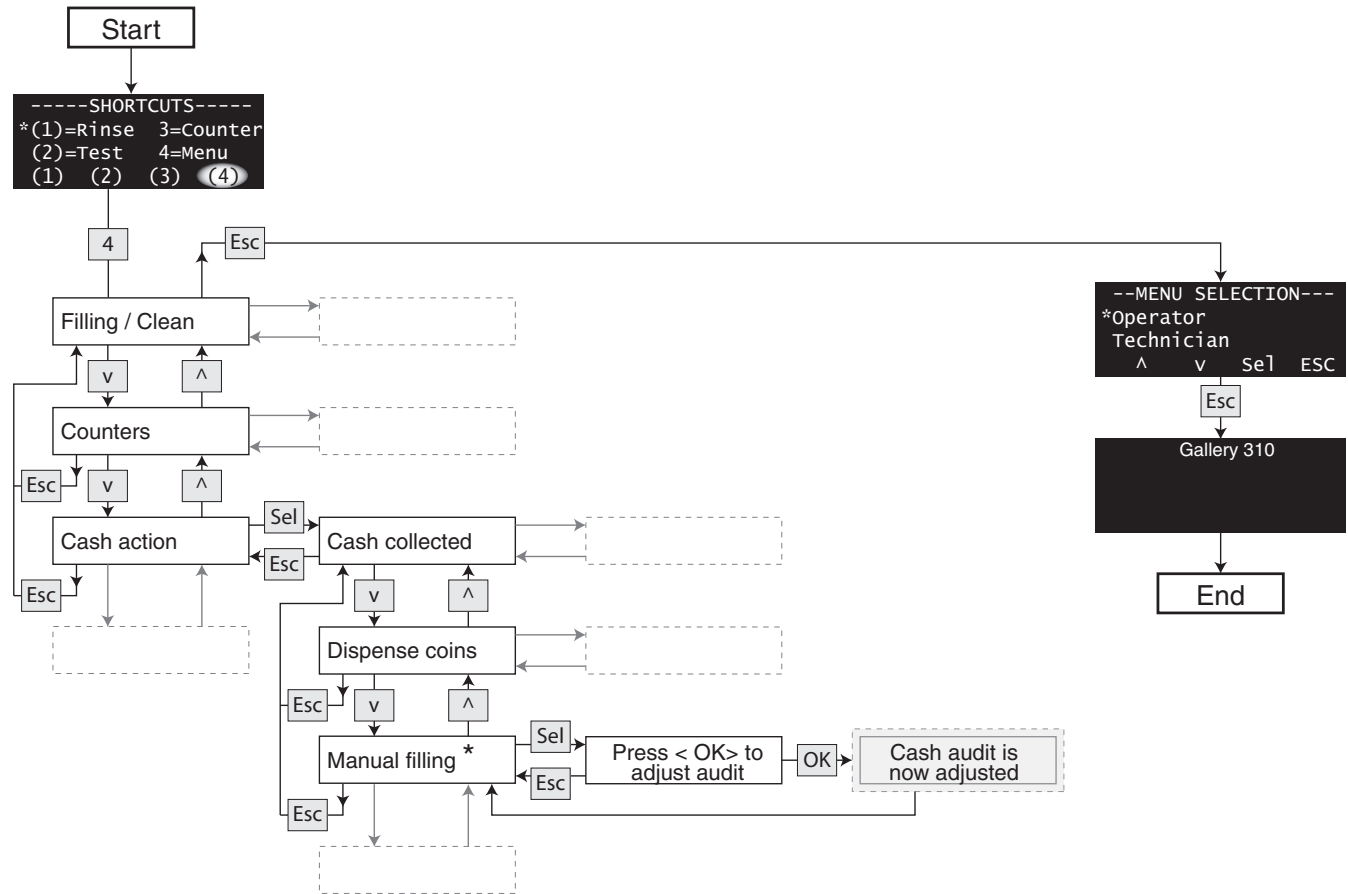 Start
-----SHORTCUTS-----
*(1)=Rinse 3=Counter
(2)=Test 4=Menu
(1) (2) (3) (4)
4
Esc
Filling / Clean
--MENU SELECTION---
*Operator
Technician
^ v Sel ESC
v
^
Esc
Counters
Gallery 310
Esc
v
^
Sel
Cash action
Cash collected
Esc
Esc
v
^
End
Dispense coins
Esc
v
^
Sel
Manual filling *
Press < OK> to
adjust audit
OK
Cash audit is
now adjusted
Esc
Esc